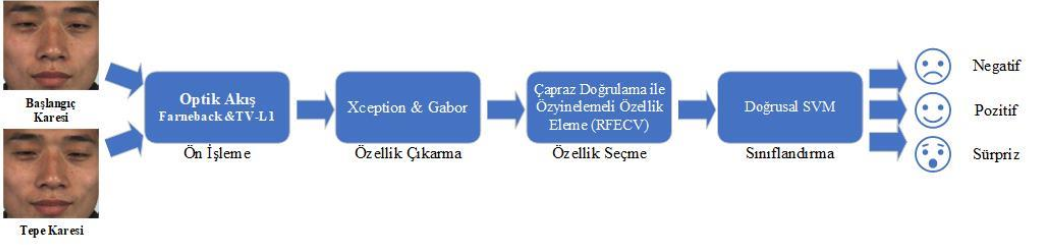 Başlangıç
Karesi
Tepe Karesi
Optik Akış
Farneback &TV-L1
Ön İşleme
Xception & Gabor
Özellik Çıkarma
Çapraz Doğrulama ile
Özyinelemeli Özellik
Eleme (RFECV)
Özellik Seçme
Doğrusal SVM
Sınıflandırma
Negatif
Pozitif
Sürpriz